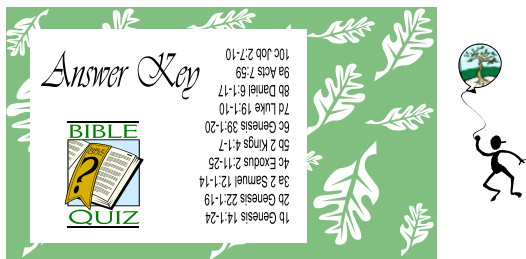 Answer Key
BIBLE
?
QUIZ
1b Genesis 14:1-24
2b Genesis 22:1-19
3a 2 Samuel 12:1-14
4c Exodus 2:11-25
5b 2 Kings 4:1-7
6c Genesis 39:1-20
7d Luke 19:1-10
8b Daniel 6:1-17
9a Acts 7:59
10c Job 2:7-10